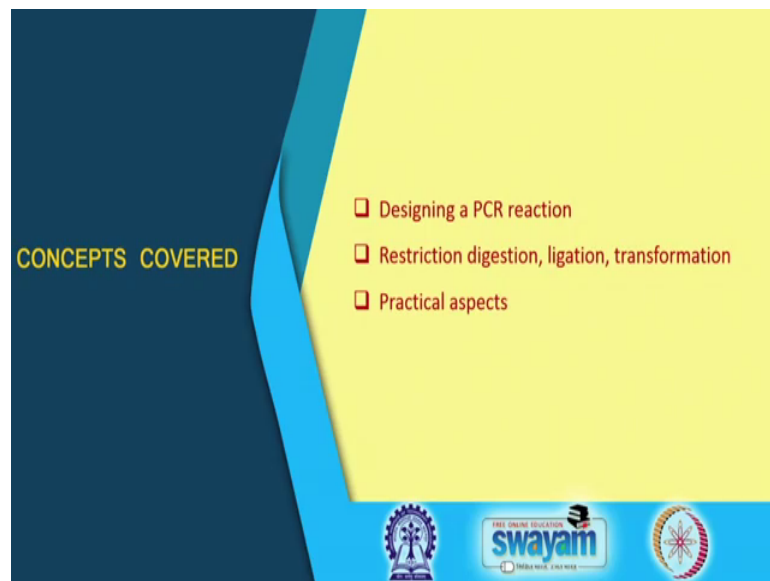 CONCEPTS COVERED
Designing a PCR reaction
Restriction digestion, ligation, transformation
Practical aspects
FREE ONLINE EDUCATION
swayam